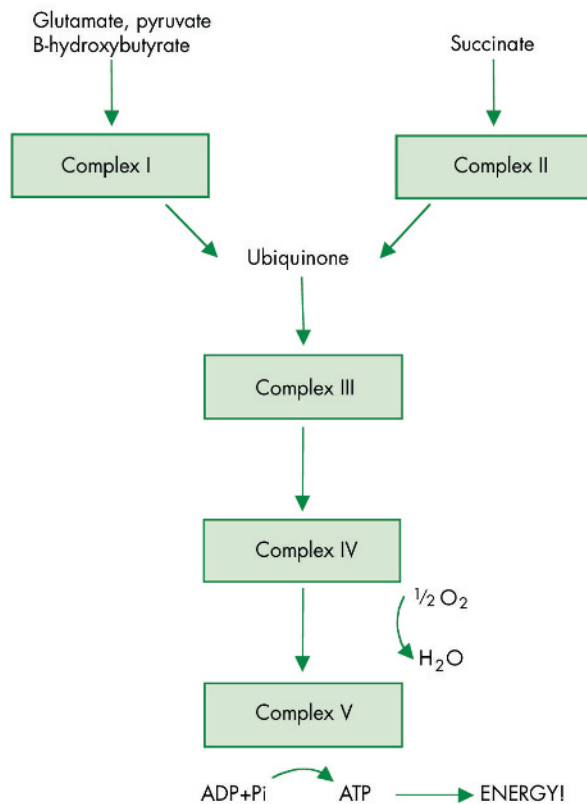 Glutamate, pyruvate
B-hydroxybutyrate
Succinate
Complex I
Complex II
Ubiquinone
Complex III
Complex IV
½ O₂
H₂O
Complex V
ADP+Pi
ATP
ENERGY!